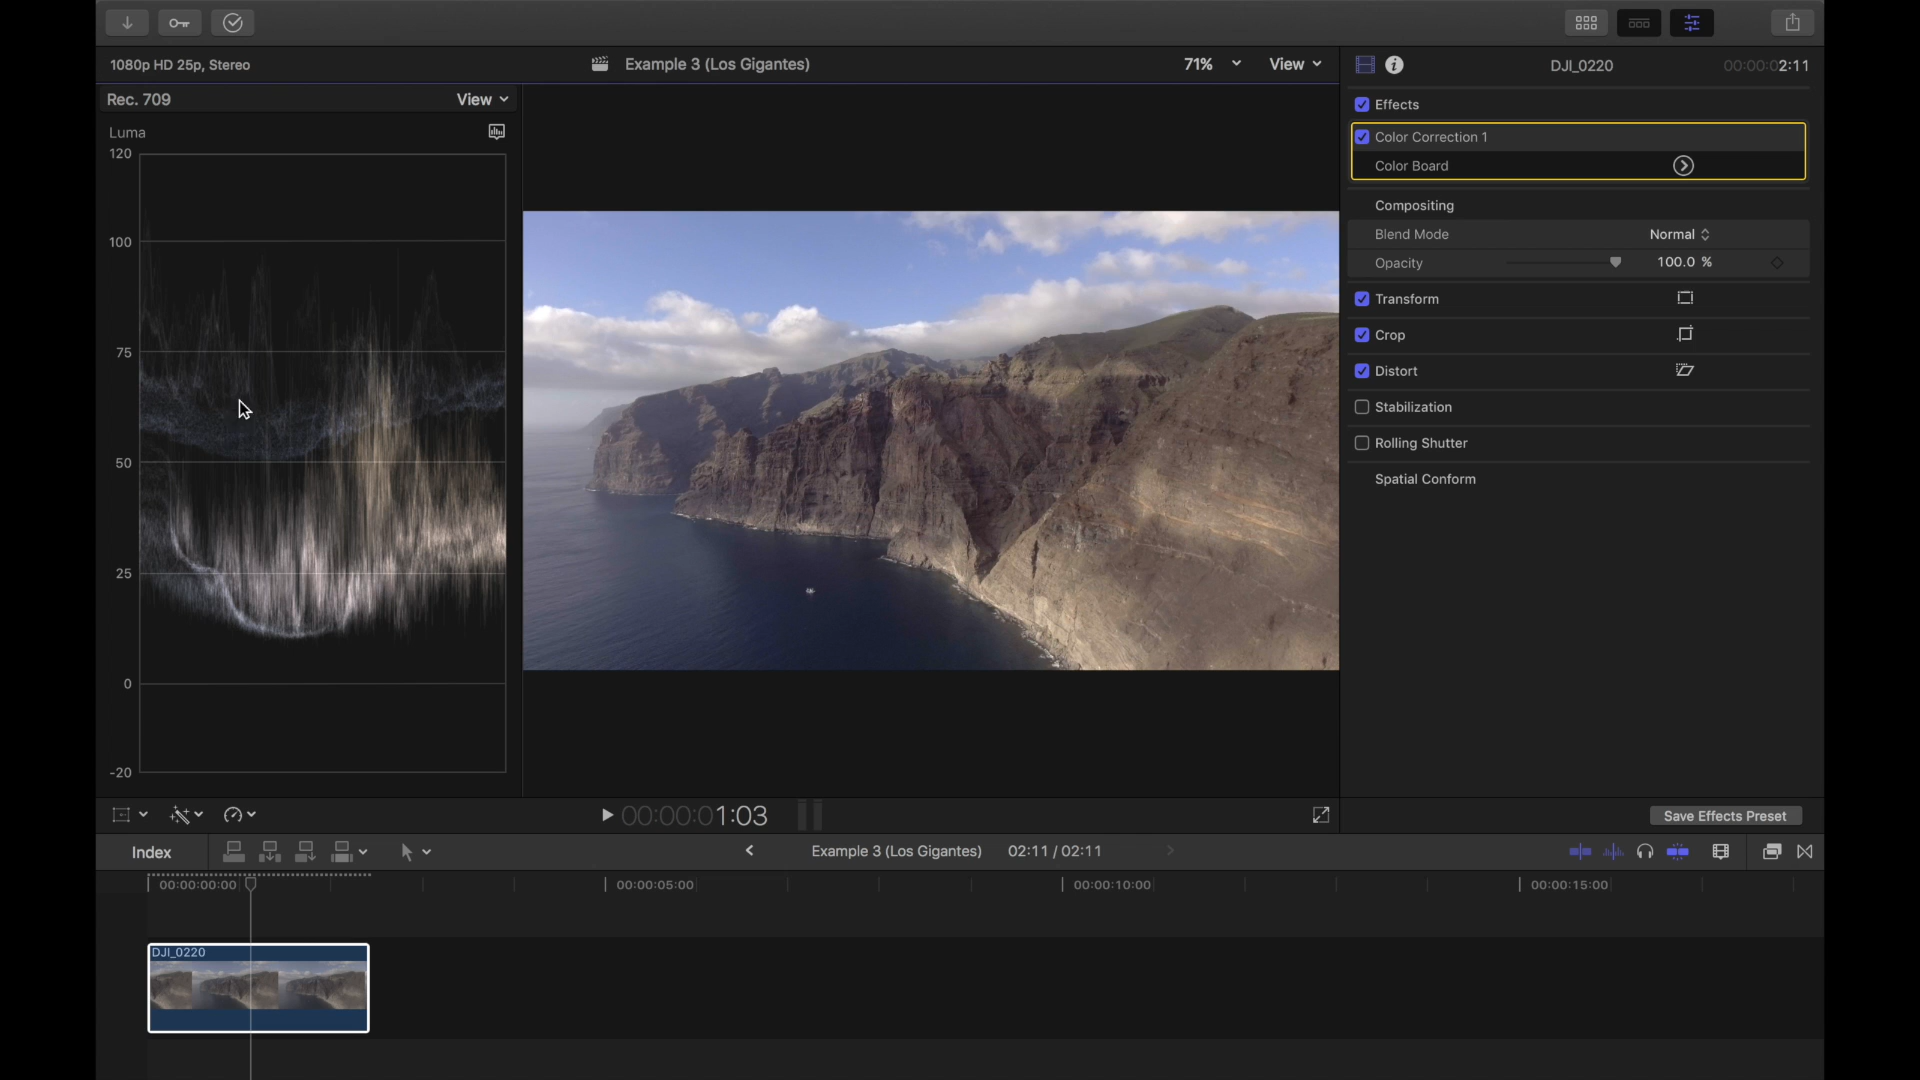 1080p HD 25p, Stereo
Example 3 (Los Gigantes)
71%
View
DJI_0220
00:00:02:11
Rec. 709
View
Luma
120
100
75
50
25
0
-20
Effects
Color Correction 1
Color Board
Compositing
Blend Mode
Normal
Opacity
100.0 %
Transform
Crop
Distort
Stabilization
Rolling Shutter
Spatial Conform
00:00:01:03
Save Effects Preset
Index
Example 3 (Los Gigantes)
02:11 / 02:11
00:00:00:00
00:00:05:00
00:00:10:00
00:00:15:00
DJI_0220